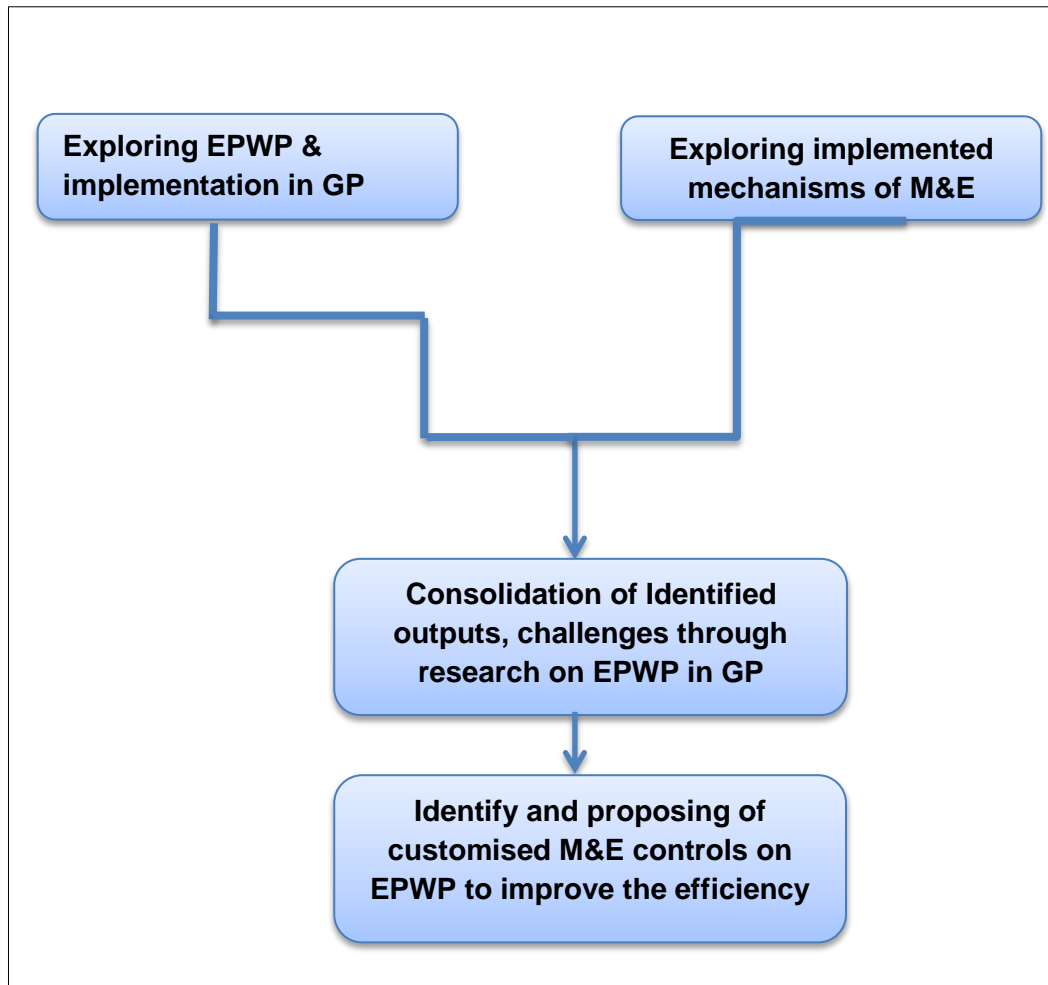 Exploring EPWP &
implementation in GP
Exploring implemented
mechanisms of M&E
Consolidation of Identified
outputs, challenges through
research on EPWP in GP
Identify and proposing of
customised M&E controls on
EPWP to improve the efficiency